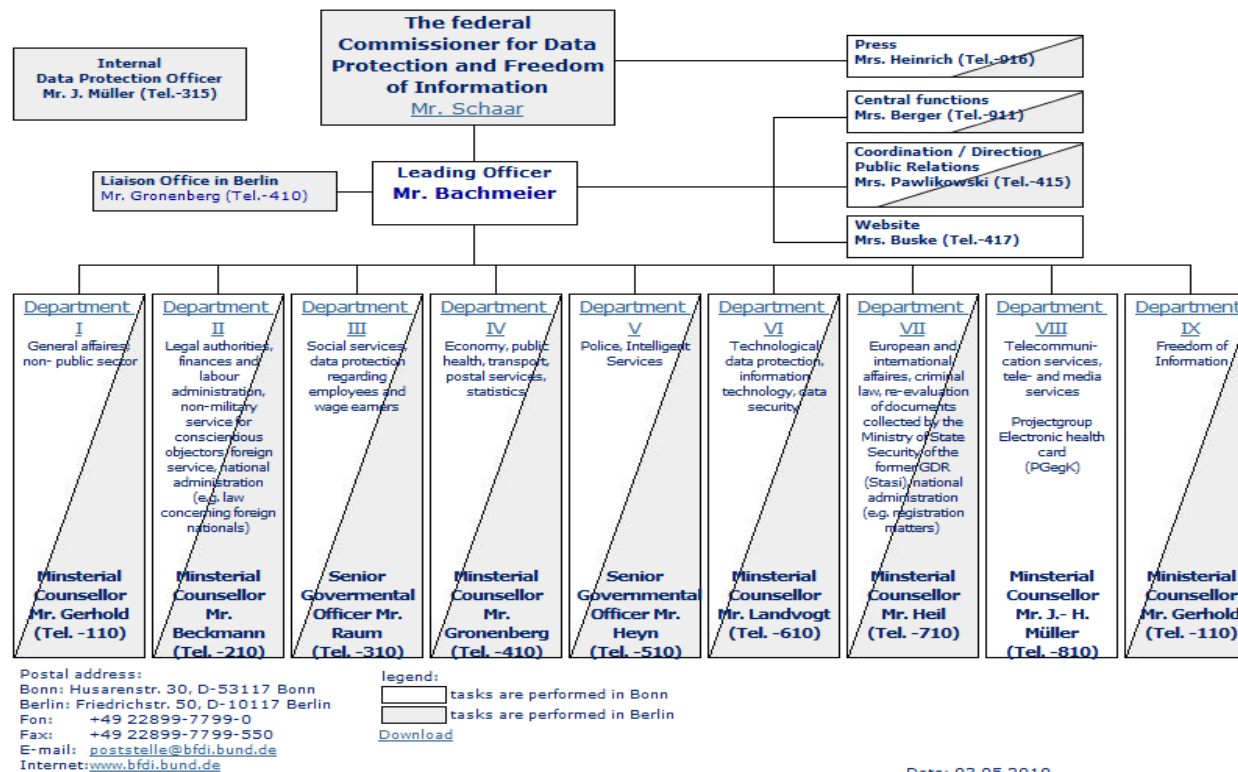 The federal
Commissioner for Data
Protection and Freedom
of Information
Mr. Schaar
Internal
Data Protection Officer
Mr. J. Müller (Tel.-315)
Press
Mrs. Heinrich (Tel.-916)
Central functions
Mrs. Berger (Tel.-911)
Coordination / Direction
Public Relations
Mrs. Pawlikowski (Tel.-415)
Website
Mrs. Buske (Tel.-417)
Leading Officer
Mr. Bachmeier
Liaison Office in Berlin
Mr. Gronenberg (Tel.-410)
Department
I
General affaires,
non- public sector
Minsterial
Counsellor
Mr. Gerhold
(Tel. -110)
Department
II
Legal authorities,
finances and
labour
administration,
non-military
service for
conscientious
objectors, foreign
service, national
administration
(e.g. law
concerning foreign
nationals)
Minsterial
Counsellor
Mr.
Beckmann
(Tel. -210)
Department
III
Social services,
data protection
regarding
employees and
wage earners
Senior
Govermental
Officer Mr.
Raum
(Tel. -310)
Department
IV
Economy, public
health, transport,
postal services,
statistics
Minsterial
Counsellor
Mr.
Gronenberg
(Tel. -410)
Department
V
Police, Intelligent
Services
Senior
Governmental
Officer Mr.
Heyn
(Tel. -510)
Department
VI
Technological
data protection,
information
technology, data
security
Minsterial
Counsellor
Mr. Landvogt
(Tel. -610)
Department
VII
European and
international
affaires, criminal
law, re-evaluation
of documents
collected by the
Ministry of State
Security of the
former GDR
(Stasi), national
administration
(e.g. registration
matters)
Minsterial
Counsellor
Mr. Heil
(Tel. -710)
Department
VIII
Telecommuni-
cation services,
tele- and media
services
Projectgroup
Electronic health
card
(PGegK)
Minsterial
Counsellor
Mr. J.- H.
Müller
(Tel. -810)
Department
IX
Freedom of
Information
Ministerial
Counsellor
Mr. Gerhold
(Tel. -110)
Postal address:
Bonn: Husarenstr. 30, D-53117 Bonn
Berlin: Friedrichstr. 50, D-10117 Berlin
Fon: +49 22899-7799-0
Fax: +49 22899-7799-550
E-mail: poststelle@bfdi.bund.de
Internet:www.bfdi.bund.de
legend:
tasks are performed in Bonn
tasks are performed in Berlin
Download